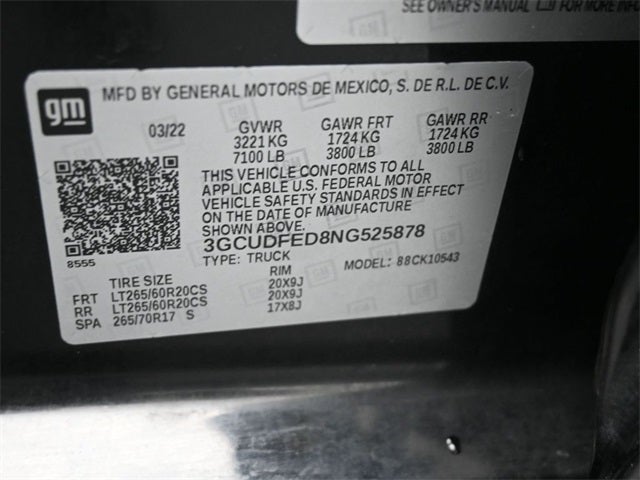 SEE OWNER'S MANUAL FOR MORE INFO
gm
MFD BY GENERAL MOTORS DE MEXICO, S. DE R.L. DE C.V.
03/22 GVWR GAWR FRT GAWR RR
3221 KG 1724 KG 1724 KG
7100 LB 3800 LB 3800 LB
THIS VEHICLE CONFORMS TO ALL
APPLICABLE U.S. FEDERAL MOTOR
VEHICLE SAFETY STANDARDS IN EFFECT
ON THE DATE OF MANUFACTURE
SHOWN ABOVE.
8555
3GCUDFED8NG525878
TYPE: TRUCK MODEL: 88CK10543
TIRE SIZE RIM
FRT LT265/60R20CS 20X9J
RR LT265/60R20CS 20X9J
SPA 265/70R17 S 17X8J